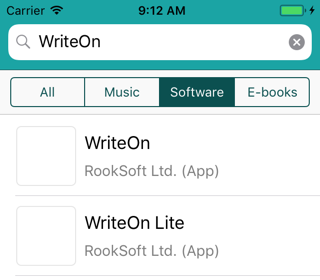 Carrier 9:12 AM
WriteOn
All Music Software E-books
WriteOn
RookSoft Ltd. (App)
WriteOn Lite
RookSoft Ltd. (App)